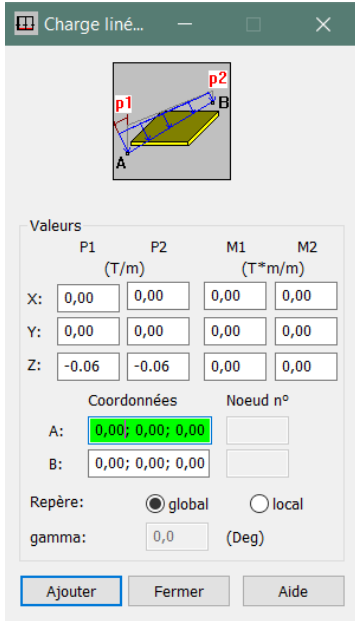 Charge liné...
p2
p1
B
A
Valeurs
P1 P2 M1 M2
(T/m) (T*m/m)
X: 0,00 0,00 0,00 0,00
Y: 0,00 0,00 0,00 0,00
Z: -0.06 -0.06 0,00 0,00
Coordonnées Noeud nº
A: 0,00; 0,00; 0,00
B: 0,00; 0,00; 0,00
Repère: global local
gamma: 0,0 (Deg)
Ajouter Fermer Aide